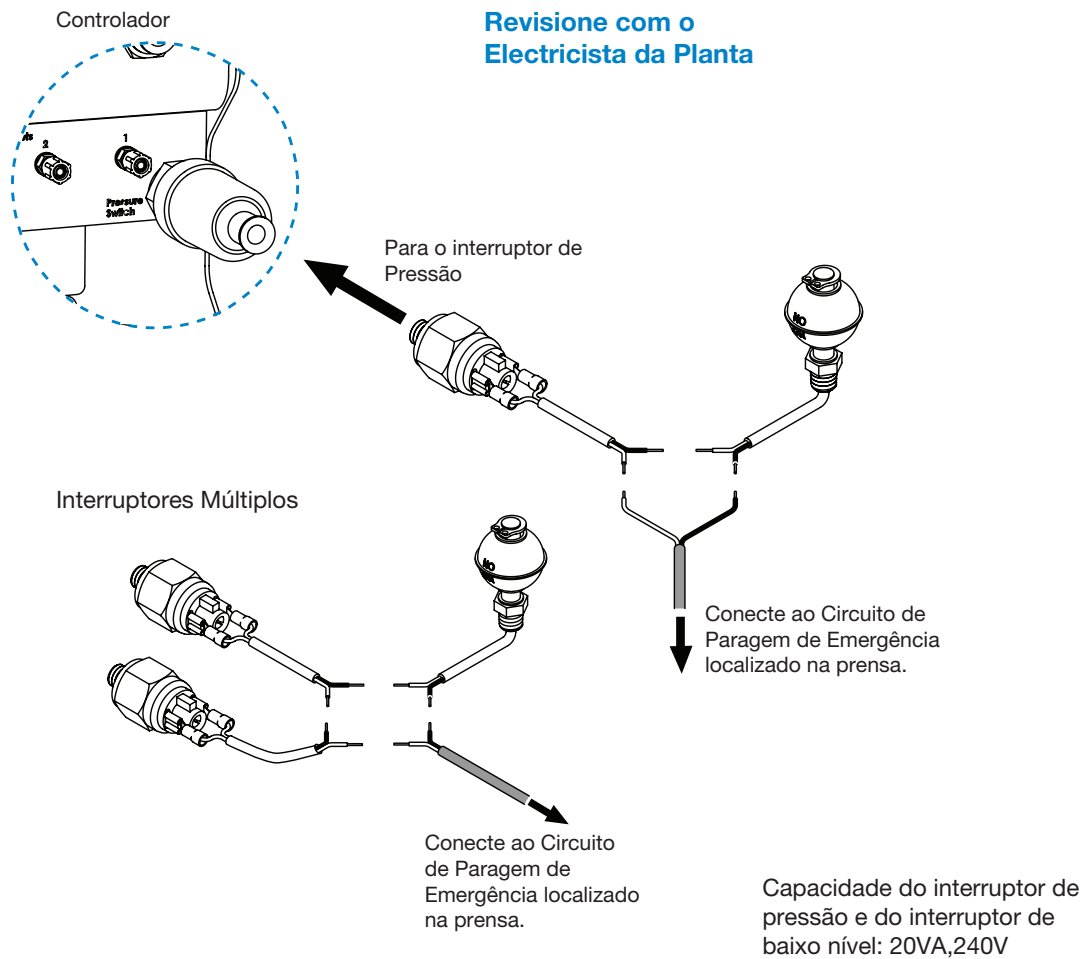 Controlador
Revisione com o
Electricista da Planta
2
1
Pressure
Switch
Para o interruptor de
Pressão
NO
Interruptores Múltiplos
NO
Conecte ao Circuito de
Paragem de Emergência
localizado na prensa.
Conecte ao Circuito
de Paragem de
Emergência localizado
na prensa.
Capacidade do interruptor de
pressão e do interruptor de
baixo nível: 20VA,240V